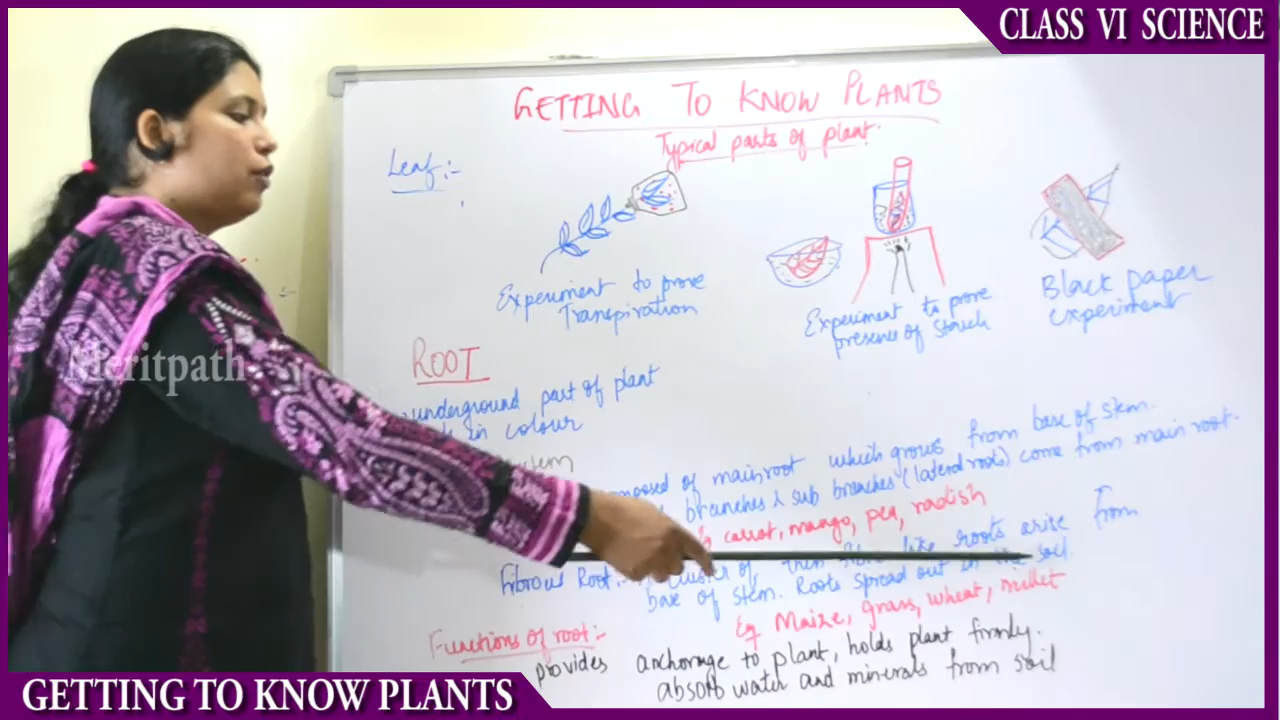 CLASS VI SCIENCE
GETTING TO KNOW PLANTS
Typical parts of plant:
Leaf:-
Experiment to prove
Transpiration
Experiment to prove
presence of Starch
Black paper
experiment
ROOT
underground part of plant
in colour
main root which grows from base of stem.
branches & sub branches (lateral roots) come from main root.
carrot, mango, pea, radish
Fibrous Root:- cluster of thin like roots arise from
base of stem. Roots spread out in the soil.
Eg Maize, grass, wheat, millet
Functions of root:-
provides anchorage to plant, holds plant firmly.
absorb water and minerals from soil
Meritpath
GETTING TO KNOW PLANTS